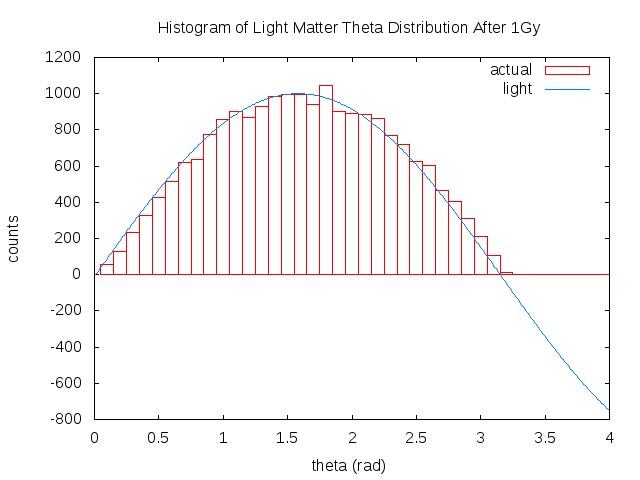 Histogram of Light Matter Theta Distribution After 1Gy
1200
actual
light
1000
800
600
400
200
0
-200
-400
-600
-800
counts
0 0.5 1 1.5 2 2.5 3 3.5 4
theta (rad)